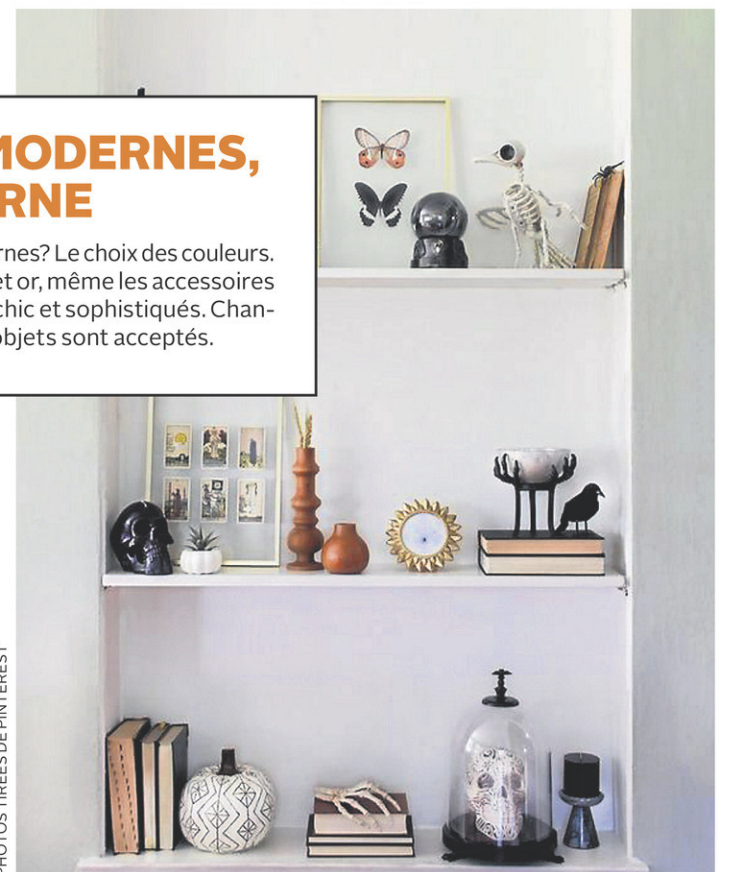 MODERNES,
RNE
rnes? Le choix des couleurs.
et or, même les accessoires
chic et sophistiqués. Chan-
objets sont acceptés.
PHOTOS TIRÉES DE PINTEREST